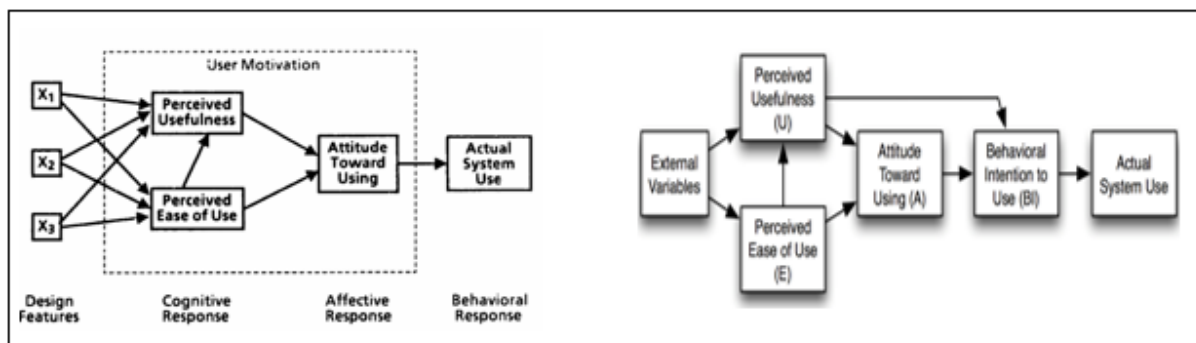 User Motivation
X1
X2
X3
Perceived
Usefulness
Perceived
Ease of Use
Attitude
Toward
Using
Actual
System
Use
Design
Features
Cognitive
Response
Affective
Response
Behavioral
Response
External
Variables
Perceived
Usefulness
(U)
Perceived
Ease of Use
(E)
Attitude
Toward
Using (A)
Behavioral
Intention to
Use (BI)
Actual
System Use